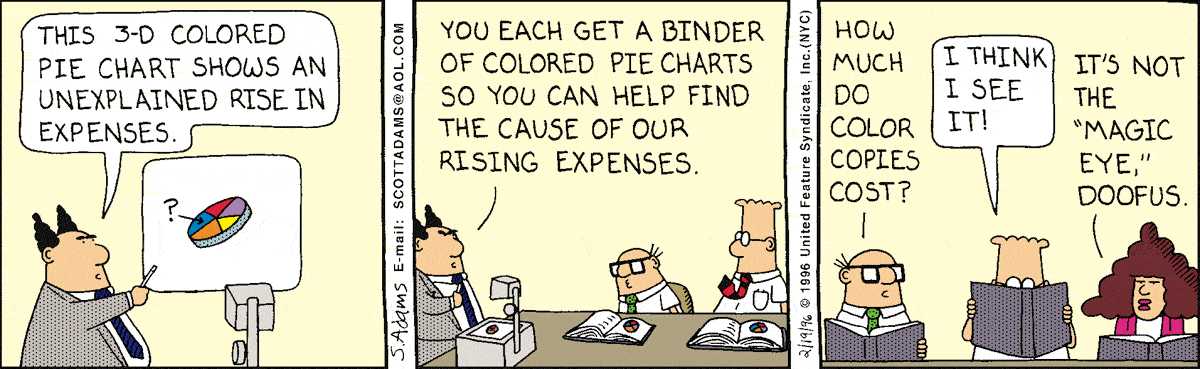 THIS 3-D COLORED
PIE CHART SHOWS AN
UNEXPLAINED RISE IN
EXPENSES.
?
S.Adams E-mail: SCOTTADAMS@AOL.COM
YOU EACH GET A BINDER
OF COLORED PIE CHARTS
SO YOU CAN HELP FIND
THE CAUSE OF OUR
RISING EXPENSES.
2/19/96 © 1996 United Feature Syndicate, Inc.(NYC)
HOW
MUCH
DO
COLOR
COPIES
COST?
I THINK
I SEE
IT!
IT'S NOT
THE
"MAGIC
EYE,"
DOOFUS.